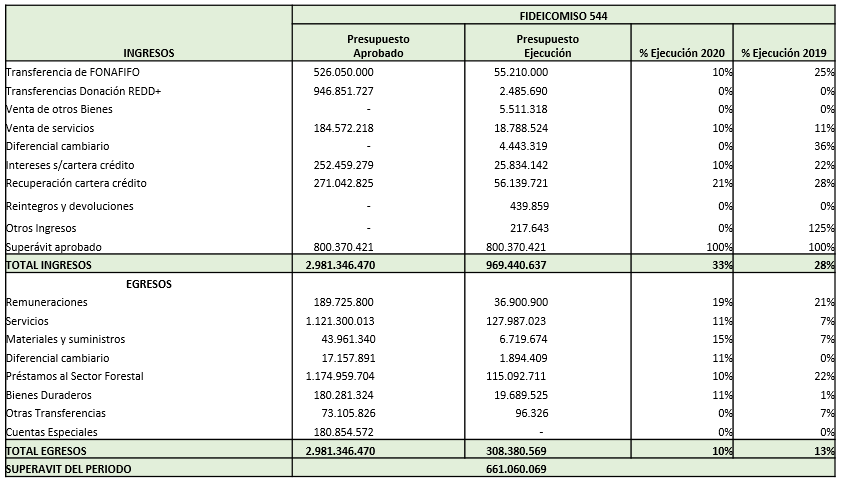 FIDEICOMISO 544
INGRESOS Presupuesto Aprobado Presupuesto Ejecución % Ejecución 2020 % Ejecución 2019
Transferencia de FONAFIFO 526.050.000 55.210.000 10% 25%
Transferencias Donación REDD+ 946.851.727 2.485.690 0% 0%
Venta de otros Bienes - 5.511.318 0% 0%
Venta de servicios 184.572.218 18.788.524 10% 11%
Diferencial cambiario - 4.443.319 0% 36%
Intereses s/cartera crédito 252.459.279 25.834.142 10% 22%
Recuperación cartera crédito 271.042.825 56.139.721 21% 28%
Reintegros y devoluciones - 439.859 0% 0%
Otros Ingresos - 217.643 0% 125%
Superávit aprobado 800.370.421 800.370.421 100% 100%
TOTAL INGRESOS 2.981.346.470 969.440.637 33% 28%
EGRESOS
Remuneraciones 189.725.800 36.900.900 19% 21%
Servicios 1.121.300.013 127.987.023 11% 7%
Materiales y suministros 43.961.340 6.719.674 15% 7%
Diferencial cambiario 17.157.891 1.894.409 11% 0%
Préstamos al Sector Forestal 1.174.959.704 115.092.711 10% 22%
Bienes Duraderos 180.281.324 19.689.525 11% 1%
Otras Transferencias 73.105.826 96.326 0% 7%
Cuentas Especiales 180.854.572 - 0% 0%
TOTAL EGRESOS 2.981.346.470 308.380.569 10% 13%
SUPERAVIT DEL PERIODO 661.060.069